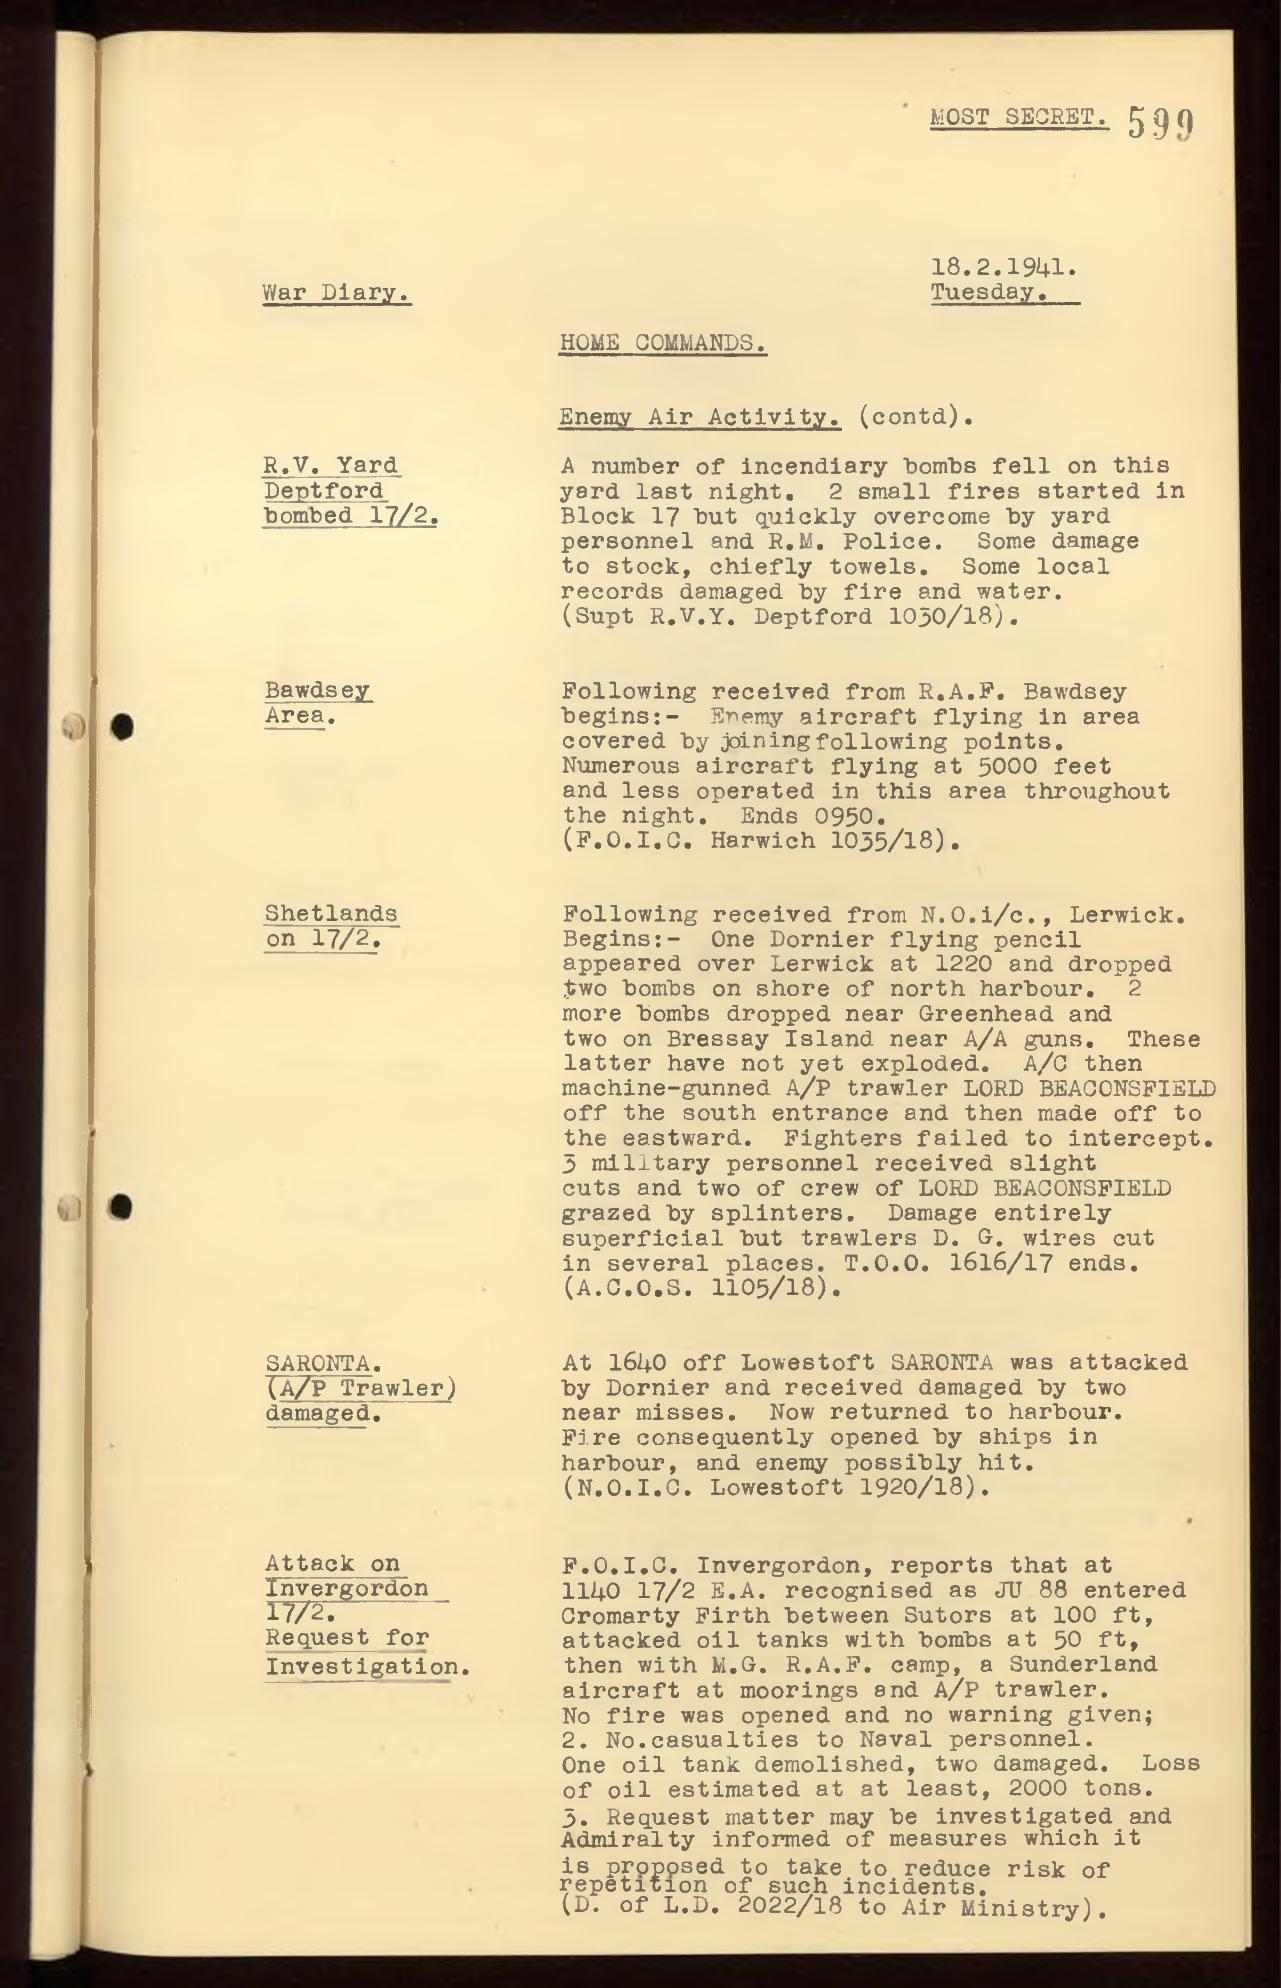 MOST SECRET. 599
18.2.1941.
War Diary.
Tuesday.
HOME COMMANDS.
Enemy Air Activity. (contd).
R.V. Yard
Deptford
bombed 17/2.
A number of incendiary bombs fell on this
yard last night.  2 small fires started in
Block 17 but quickly overcome by yard
personnel and R.M. Police.  Some damage
to stock, chiefly towels.  Some local
records damaged by fire and water.
(Supt R.V.Y. Deptford 1030/18).
Bawdsey
Area.
Following received from R.A.F. Bawdsey
begins:-  Enemy aircraft flying in area
covered by joining following points.
Numerous aircraft flying at 5000 feet
and less operated in this area throughout
the night.  Ends 0950.
(F.O.I.C. Harwich 1035/18).
Shetlands
on 17/2.
Following received from N.O.i/c., Lerwick.
Begins:-  One Dornier flying pencil
appeared over Lerwick at 1220 and dropped
two bombs on shore of north harbour.  2
more bombs dropped near Greenhead and
two on Bressay Island near A/A guns.  These
latter have not yet exploded.  A/C then
machine-gunned A/P trawler LORD BEACONSFIELD
off the south entrance and then made off to
the eastward.  Fighters failed to intercept.
3 military personnel received slight
cuts and two of crew of LORD BEACONSFIELD
grazed by splinters.  Damage entirely
superficial but trawlers D. G. wires cut
in several places. T.O.O. 1616/17 ends.
(A.C.O.S. 1105/18).
SARONTA.
(A/P Trawler)
damaged.
At 1640 off Lowestoft SARONTA was attacked
by Dornier and received damaged by two
near misses.  Now returned to harbour.
Fire consequently opened by ships in
harbour, and enemy possibly hit.
(N.O.I.C. Lowestoft 1920/18).
Attack on
Invergordon
17/2.
Request for
Investigation.
F.O.I.C. Invergordon, reports that at
1140 17/2 E.A. recognised as JU 88 entered
Cromarty Firth between Sutors at 100 ft,
attacked oil tanks with bombs at 50 ft,
then with M.G. R.A.F. camp, a Sunderland
aircraft at moorings and A/P trawler.
No fire was opened and no warning given;
2. No.casualties to Naval personnel.
One oil tank demolished, two damaged.  Loss
of oil estimated at at least, 2000 tons.
3. Request matter may be investigated and
Admiralty informed of measures which it
is proposed to take to reduce risk of
repetition of such incidents.
(D. of L.D. 2022/18 to Air Ministry).